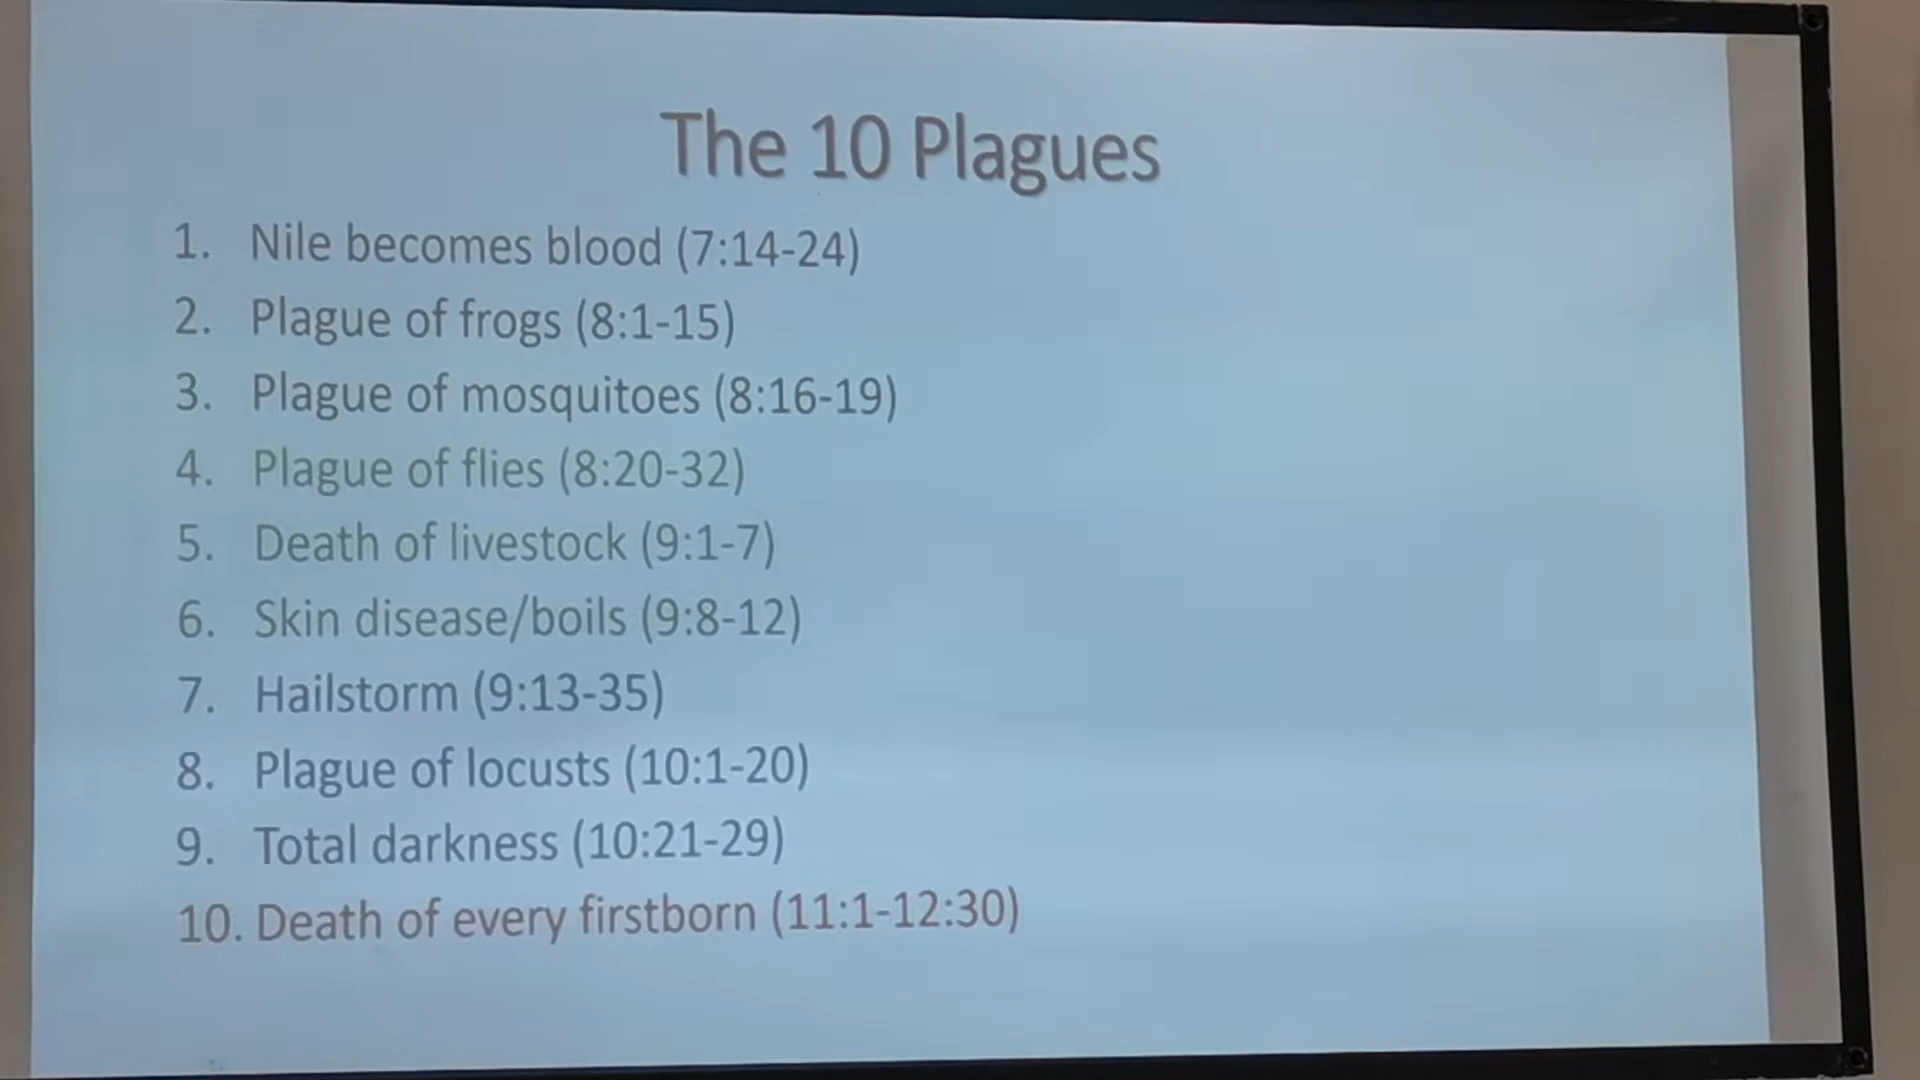 The 10 Plagues
1. Nile becomes blood (7:14-24)
2. Plague of frogs (8:1-15)
3. Plague of mosquitoes (8:16-19)
4. Plague of flies (8:20-32)
5. Death of livestock (9:1-7)
6. Skin disease/boils (9:8-12)
7. Hailstorm (9:13-35)
8. Plague of locusts (10:1-20)
9. Total darkness (10:21-29)
10. Death of every firstborn (11:1-12:30)